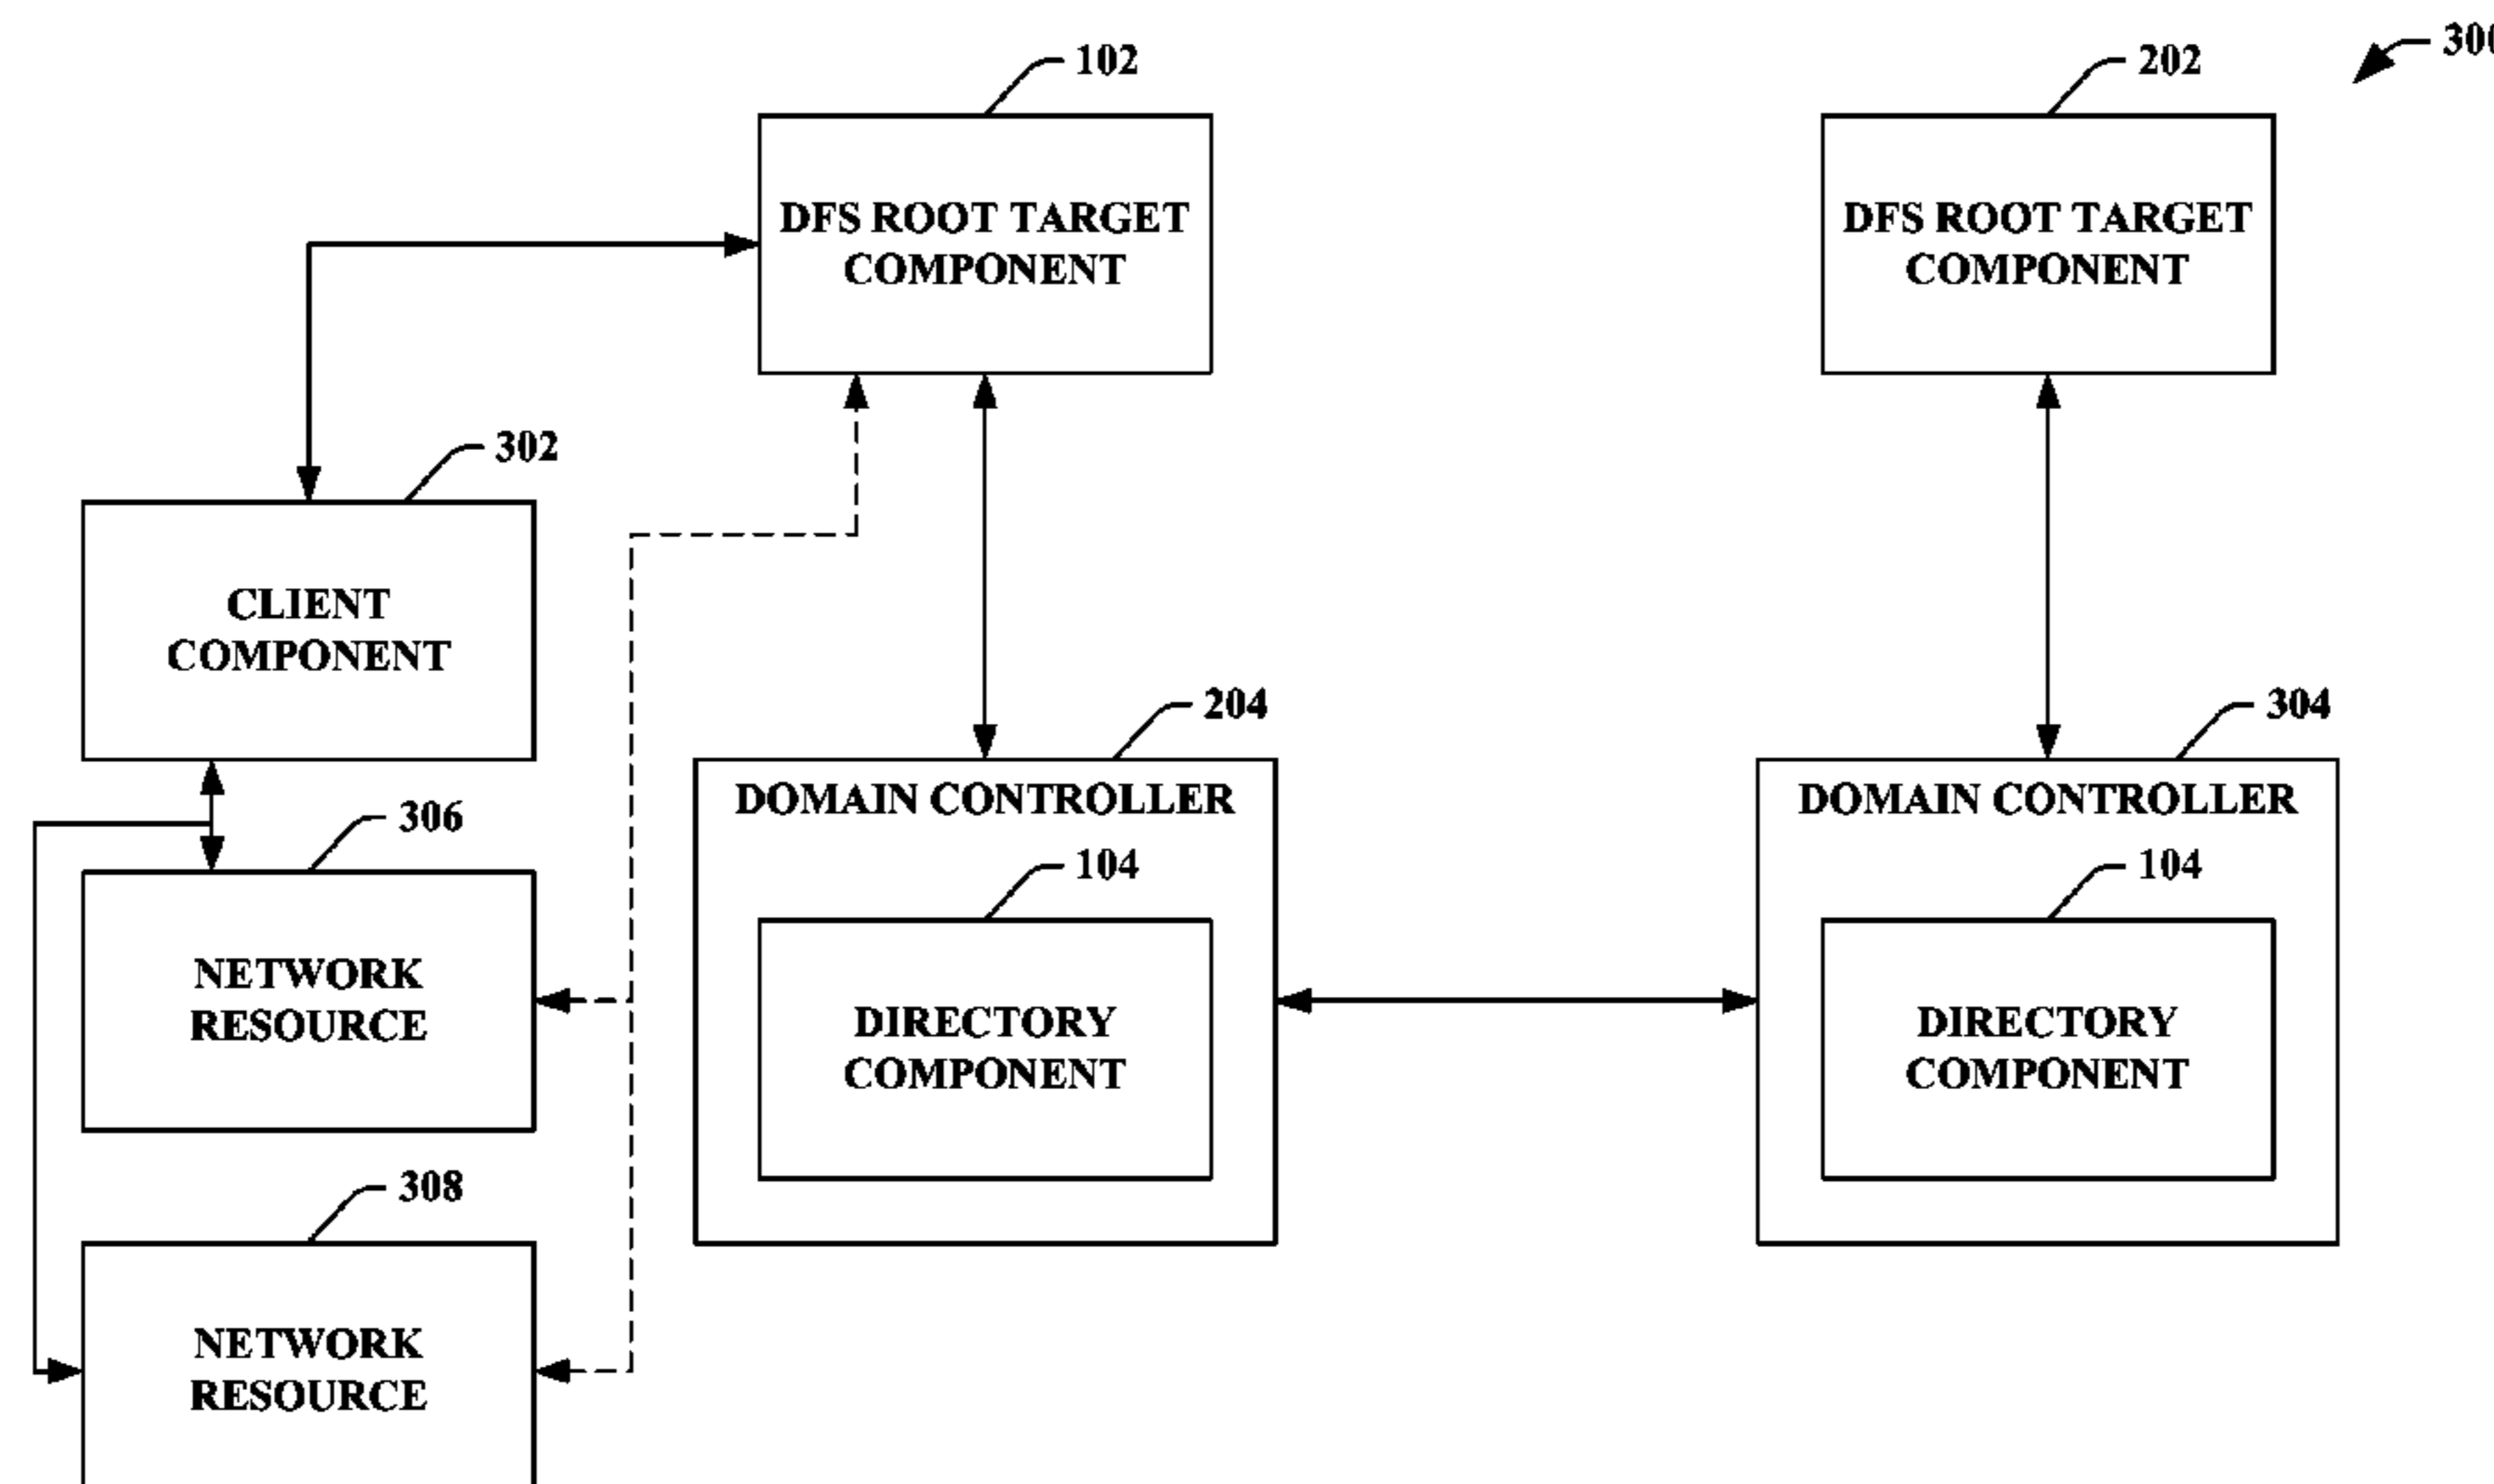 102
202
300
DFS ROOT TARGET
COMPONENT
DFS ROOT TARGET
COMPONENT
302
CLIENT
COMPONENT
204
304
DOMAIN CONTROLLER
DOMAIN CONTROLLER
306
104
104
NETWORK
RESOURCE
DIRECTORY
COMPONENT
DIRECTORY
COMPONENT
308
NETWORK
RESOURCE